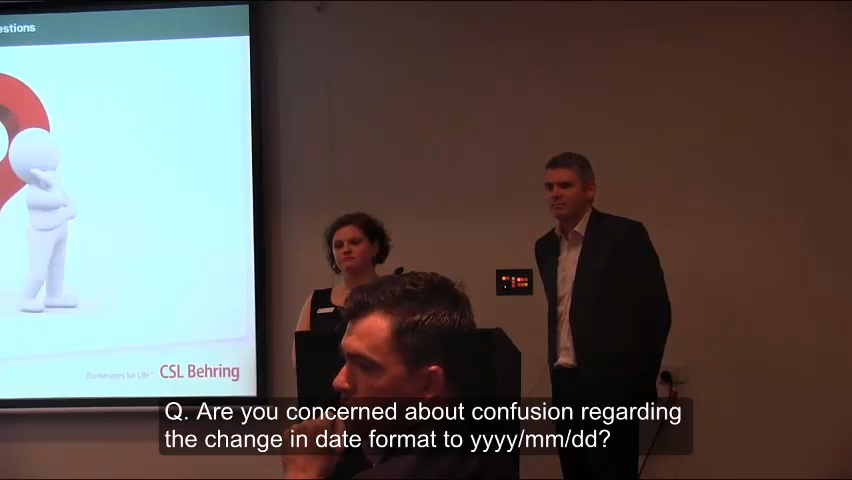 estions
Biotherapies for Life™ CSL Behring
Q. Are you concerned about confusion regarding
the change in date format to yyyy/mm/dd?